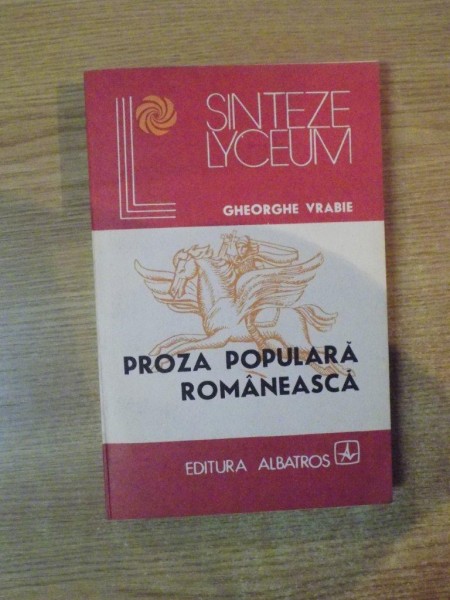 SINTEZE
LYCEUM
GHEORGHE VRABIE
PROZA POPULARĂ
ROMÂNEASCĂ
EDITURA ALBATROS